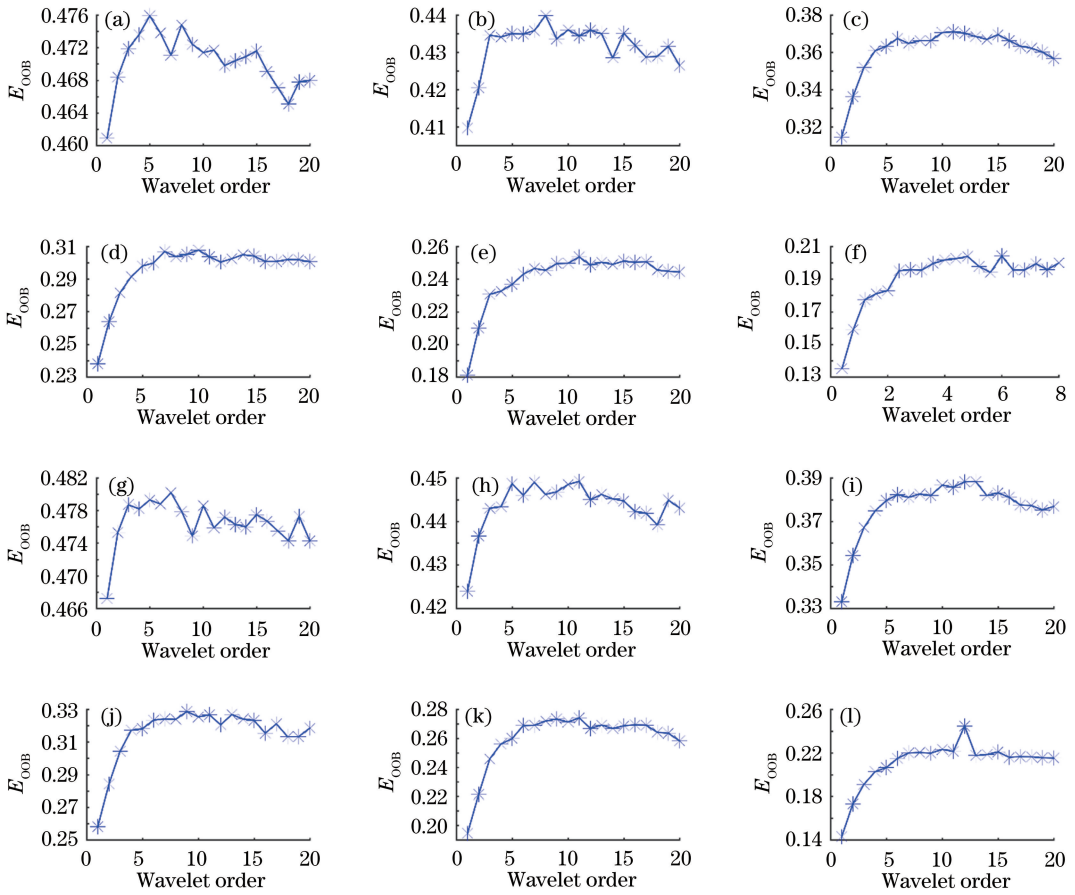 (a)
0.476
0.472
0.468
0.464
0.460
E_OOB
0 5 10 15 20
Wavelet order
(b)
0.44
0.43
0.42
0.41
E_OOB
0 5 10 15 20
Wavelet order
(c)
0.36
0.34
0.32
E_OOB
0 5 10 15 20
Wavelet order
(d)
0.31
0.29
0.27
0.25
0.23
E_OOB
0 5 10 15 20
Wavelet order
(e)
0.26
0.24
0.22
0.20
0.18
E_OOB
0 5 10 15 20
Wavelet order
(f)
0.21
0.19
0.17
0.15
0.13
E_OOB
0 2 4 6 8
Wavelet order
(g)
0.482
0.478
0.474
0.470
0.466
E_OOB
0 5 10 15 20
Wavelet order
(h)
0.45
0.44
0.43
0.42
E_OOB
0 5 10 15 20
Wavelet order
(i)
0.39
0.37
0.35
0.33
E_OOB
0 5 10 15 20
Wavelet order
(j)
0.33
0.31
0.29
0.27
0.25
E_OOB
0 5 10 15 20
Wavelet order
(k)
0.28
0.26
0.24
0.22
0.20
E_OOB
0 5 10 15 20
Wavelet order
(l)
0.26
0.22
0.18
0.14
E_OOB
0 5 10 15 20
Wavelet order